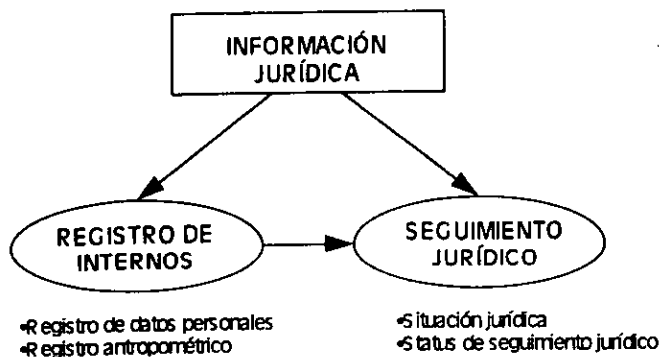 INFORMACIÓN
JURÍDICA
REGISTRO DE
INTERNOS
SEGUIMIENTO
JURÍDICO
•Registro de datos personales
•Registro antropométrico
•Situación jurídica
•Status de seguimiento jurídico